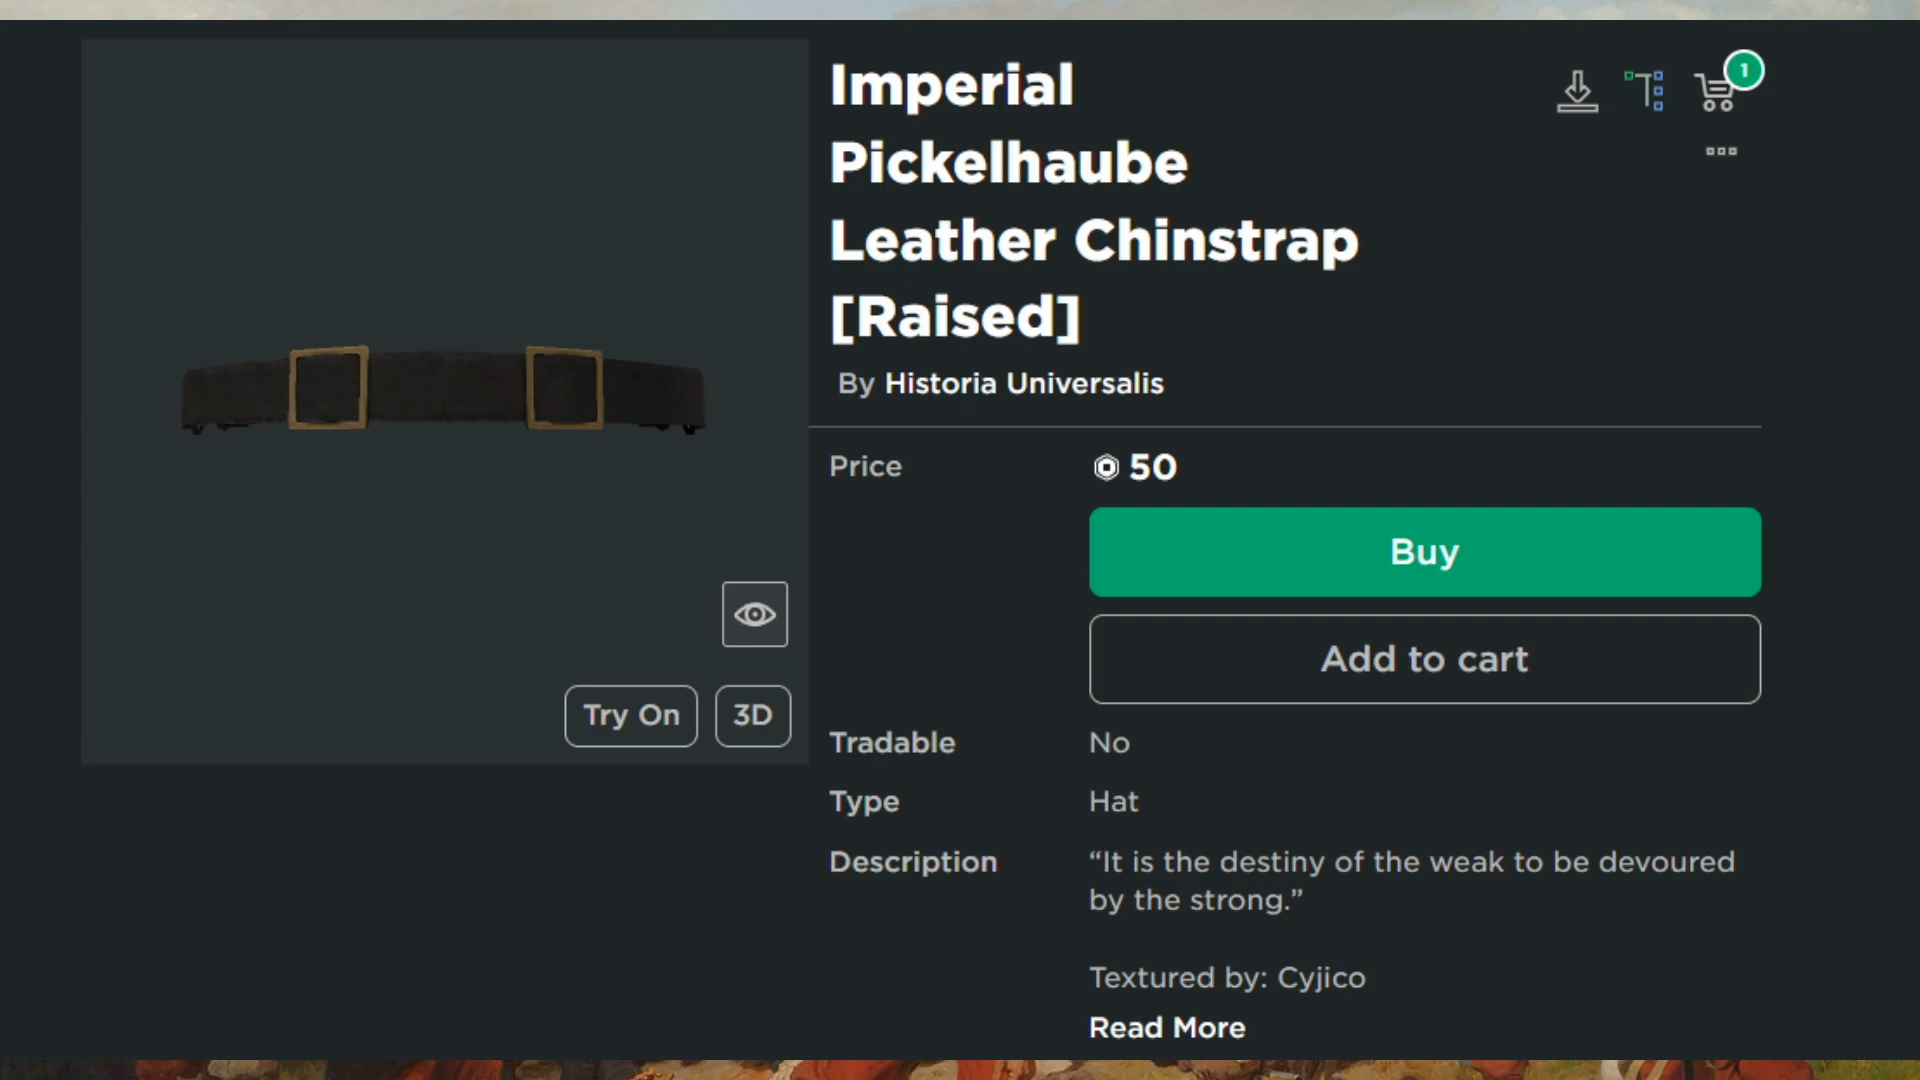 Imperial
Pickelhaube
Leather Chinstrap
[Raised]
1
By Historia Universalis
Price
50
Buy
Add to cart
Try On
3D
Tradable
No
Type
Hat
Description
“It is the destiny of the weak to be devoured
by the strong.”
Textured by: Cyjico
Read More